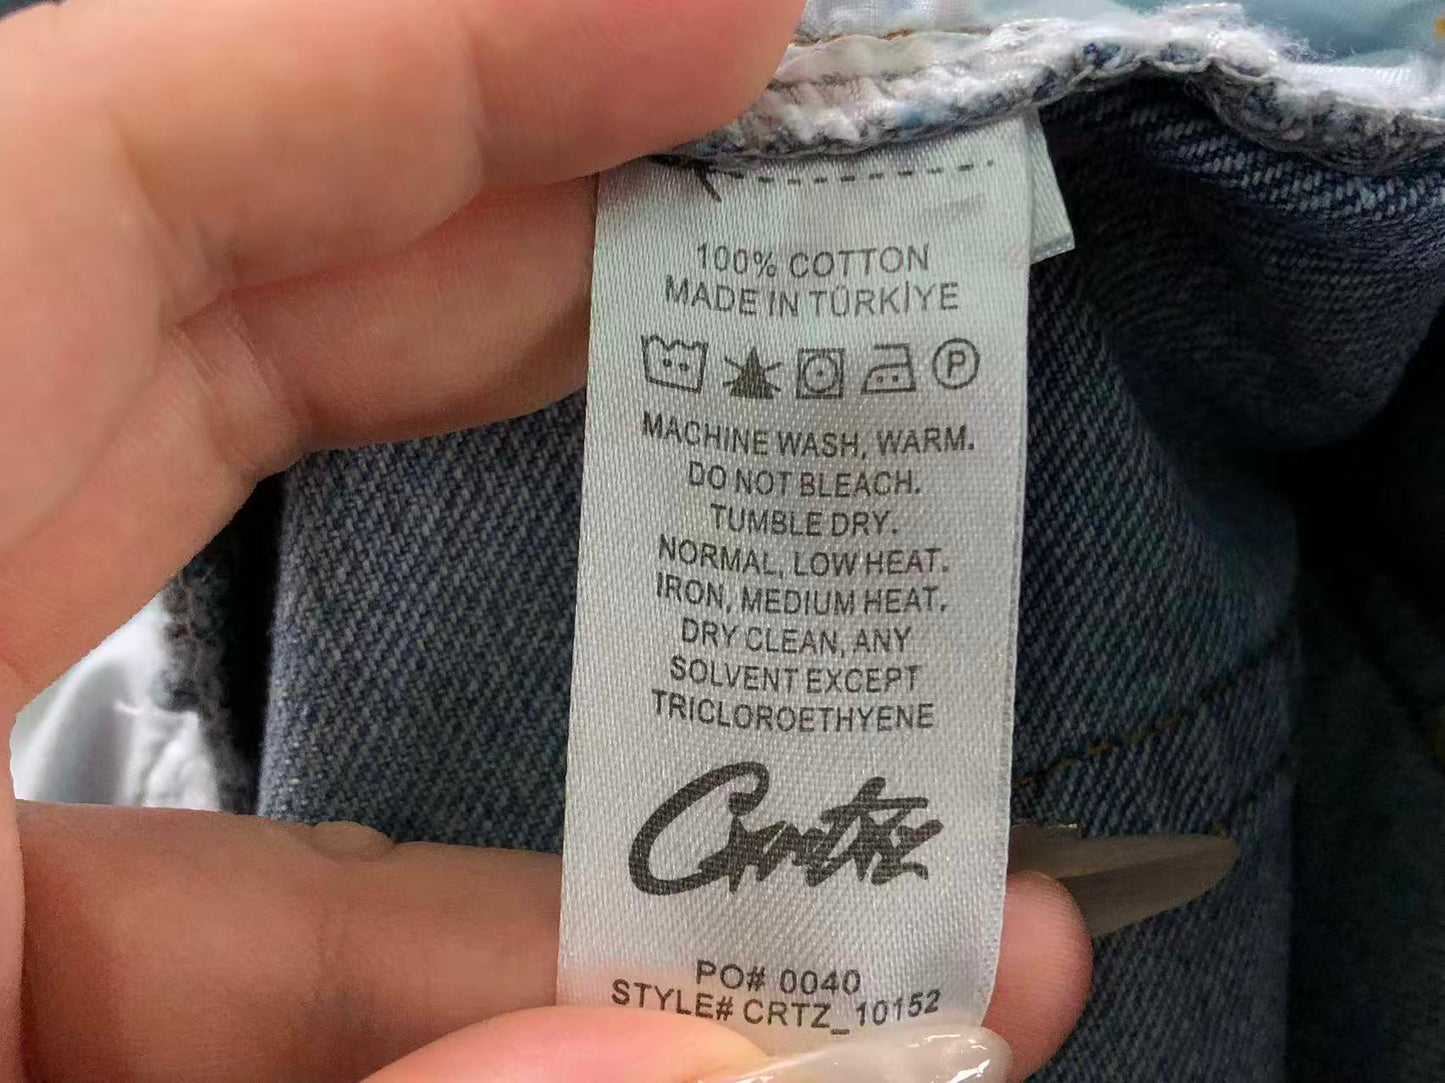 100% COTTON
MADE IN TÜRKİYE
P
MACHINE WASH, WARM.
DO NOT BLEACH.
TUMBLE DRY.
NORMAL, LOW HEAT.
IRON, MEDIUM HEAT.
DRY CLEAN, ANY
SOLVENT EXCEPT
TRICLOROETHYENE
Corteiz
PO# 0040
STYLE# CRTZ_10152